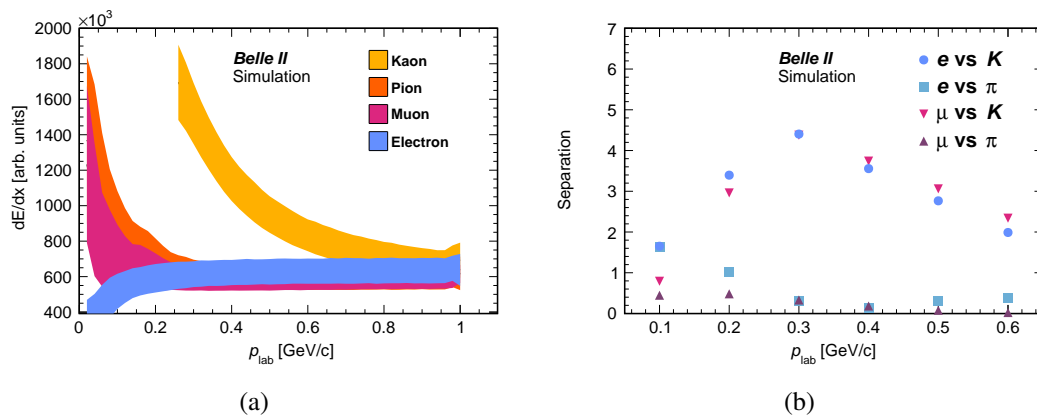 ×10³
2000
1800
1600
1400
1200
1000
800
600
400
dE/dx [arb. units]
Belle II
Simulation
Kaon
Pion
Muon
Electron
0 0.2 0.4 0.6 0.8 1
p_lab [GeV/c]
(a)
7
6
5
4
3
2
1
0
Separation
Belle II
Simulation
e vs K
e vs π
μ vs K
μ vs π
0.1 0.2 0.3 0.4 0.5 0.6
p_lab [GeV/c]
(b)